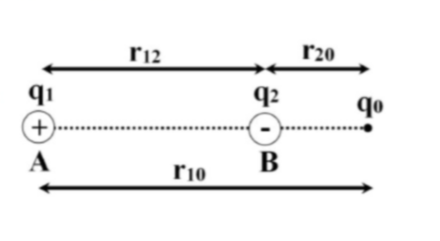 r₁₂ r₂₀
q₁ q₂ q₀
+ -
A B
r₁₀